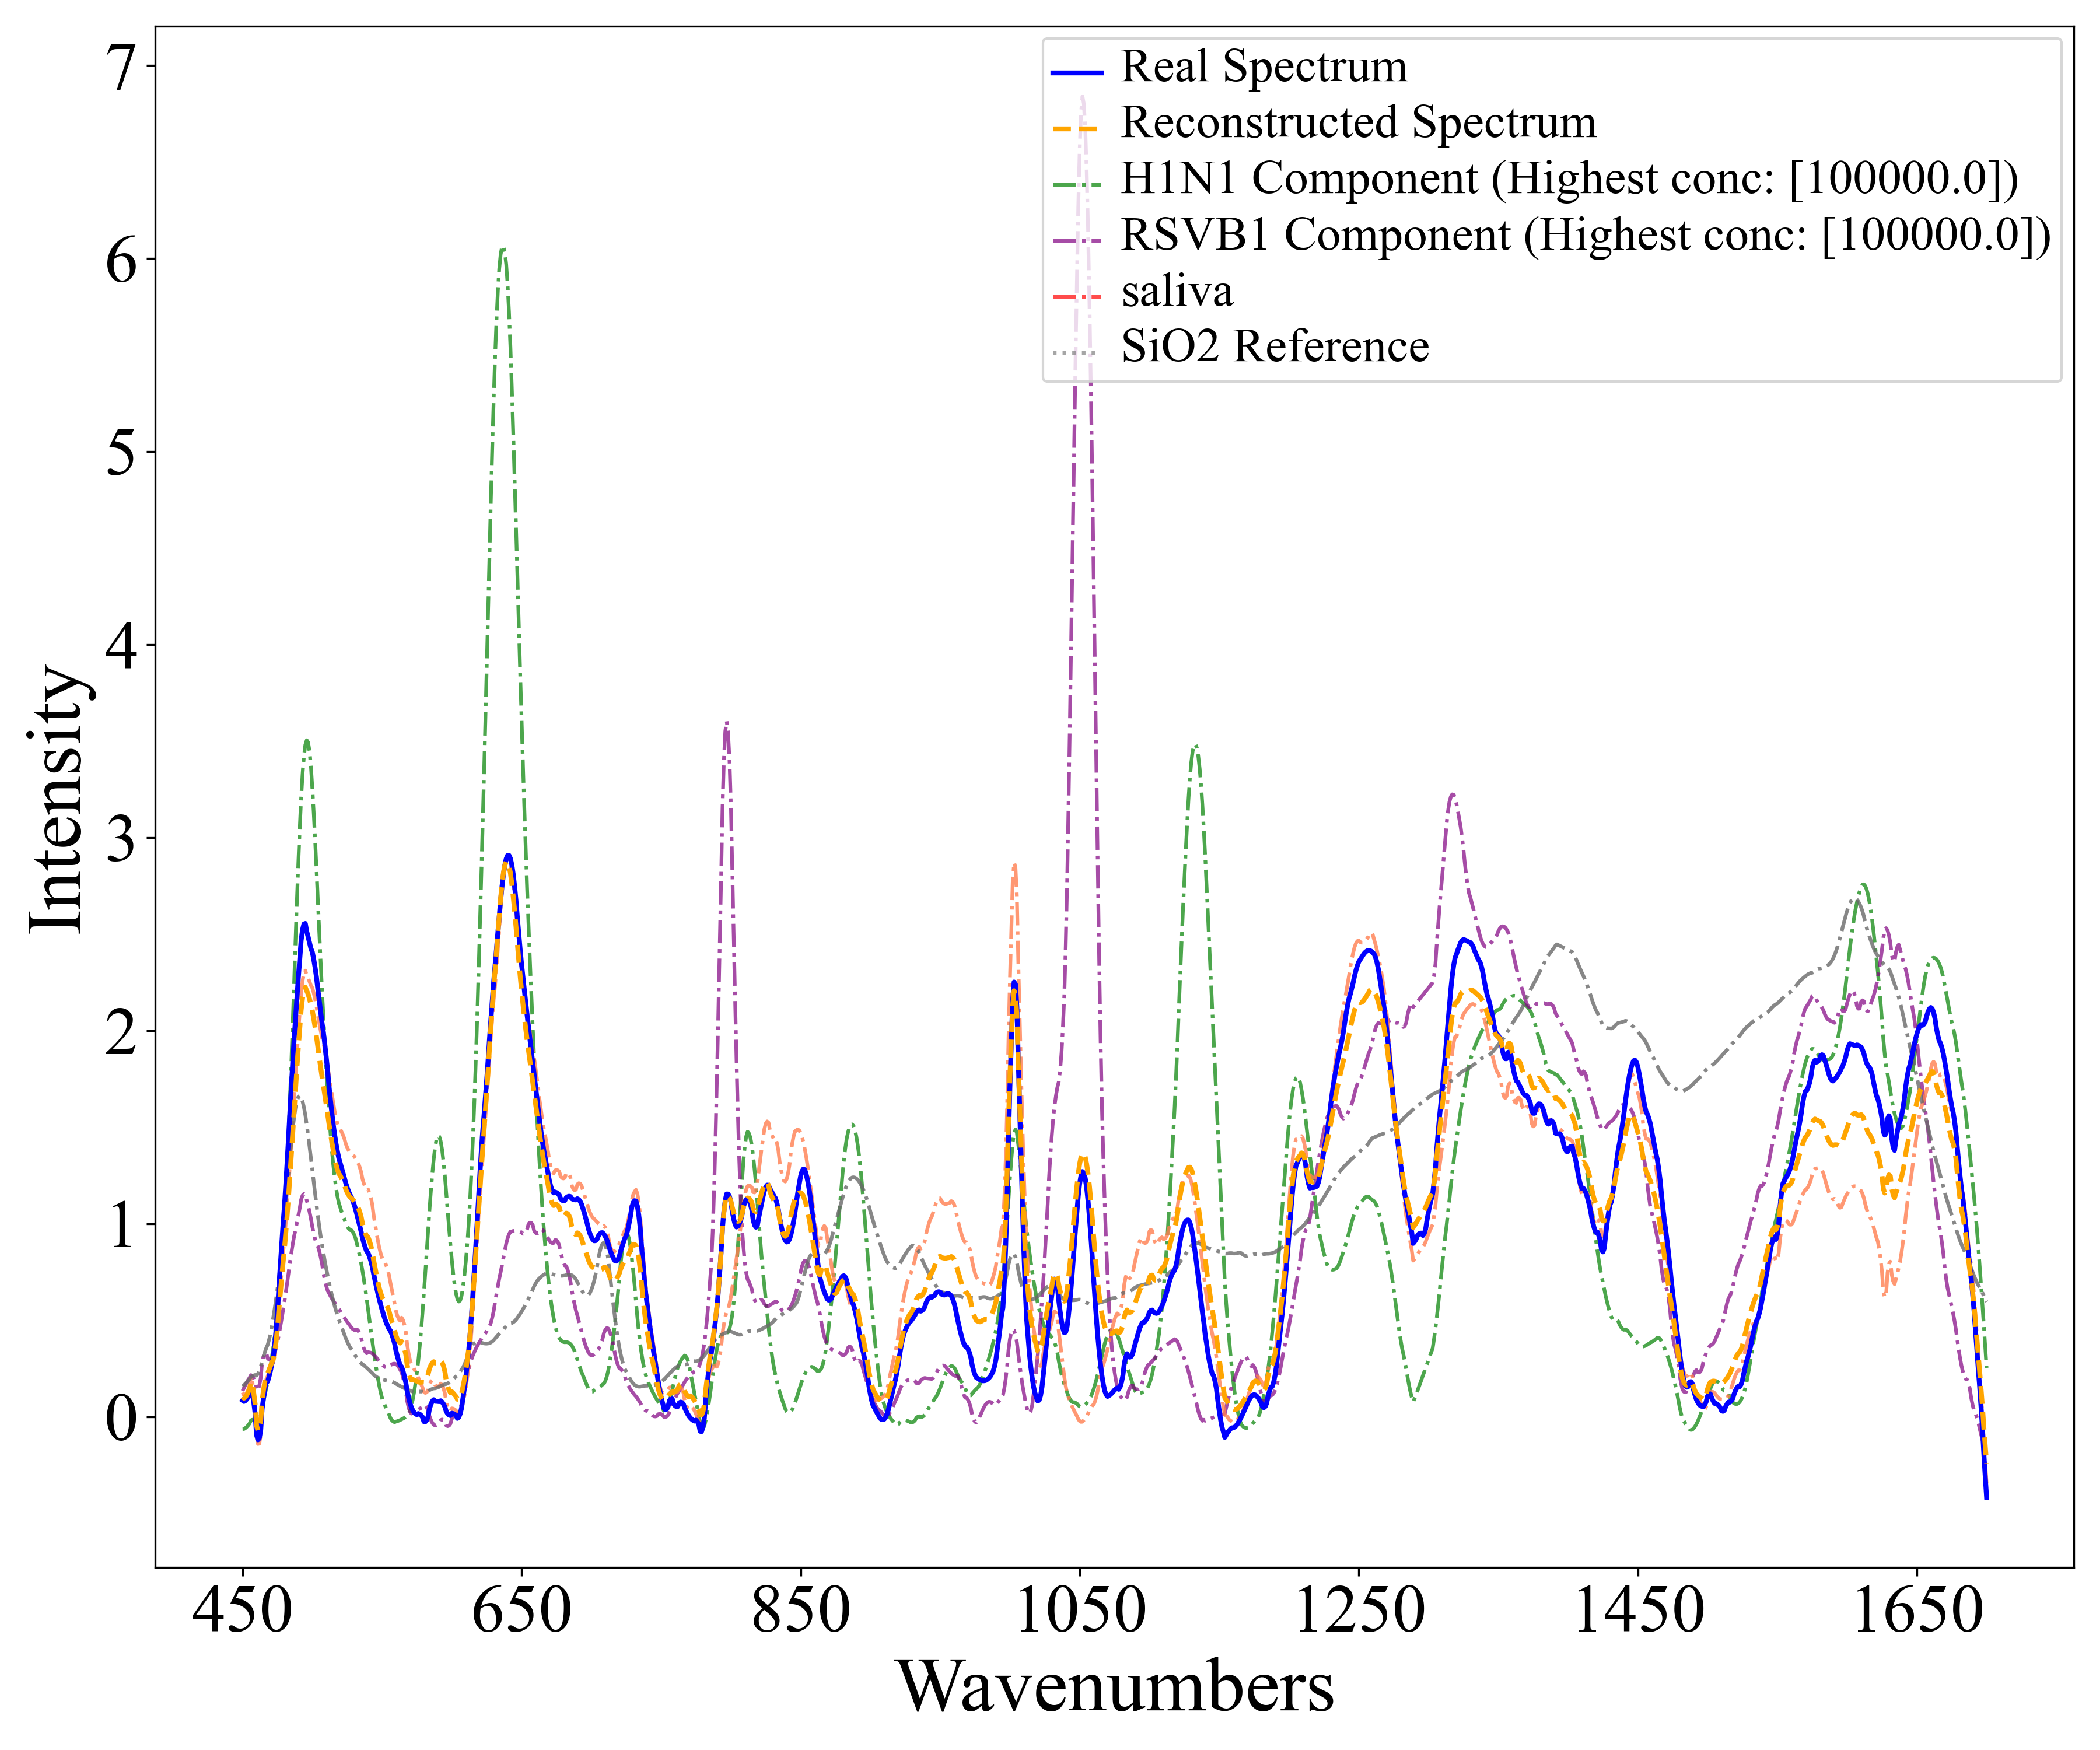 7
6
5
4
3
2
1
0
Intensity
Real Spectrum
Reconstructed Spectrum
H1N1 Component (Highest conc: [100000.0])
RSVB1 Component (Highest conc: [100000.0])
saliva
SiO2 Reference
450 650 850 1050 1250 1450 1650
Wavenumbers